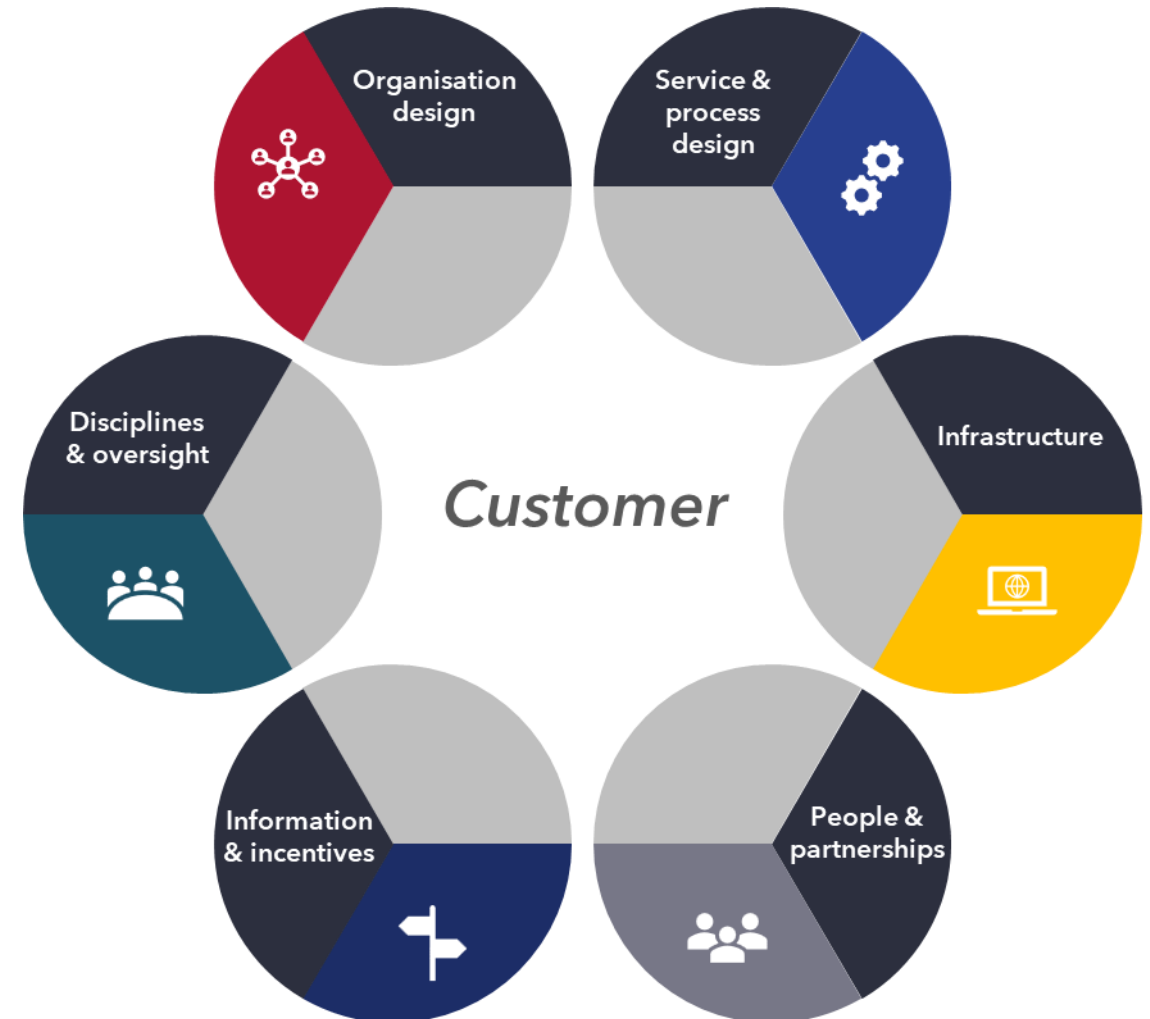 Organisation
design
Service &
process
design
Disciplines
& oversight
Customer
Infrastructure
Information
& incentives
People &
partnerships